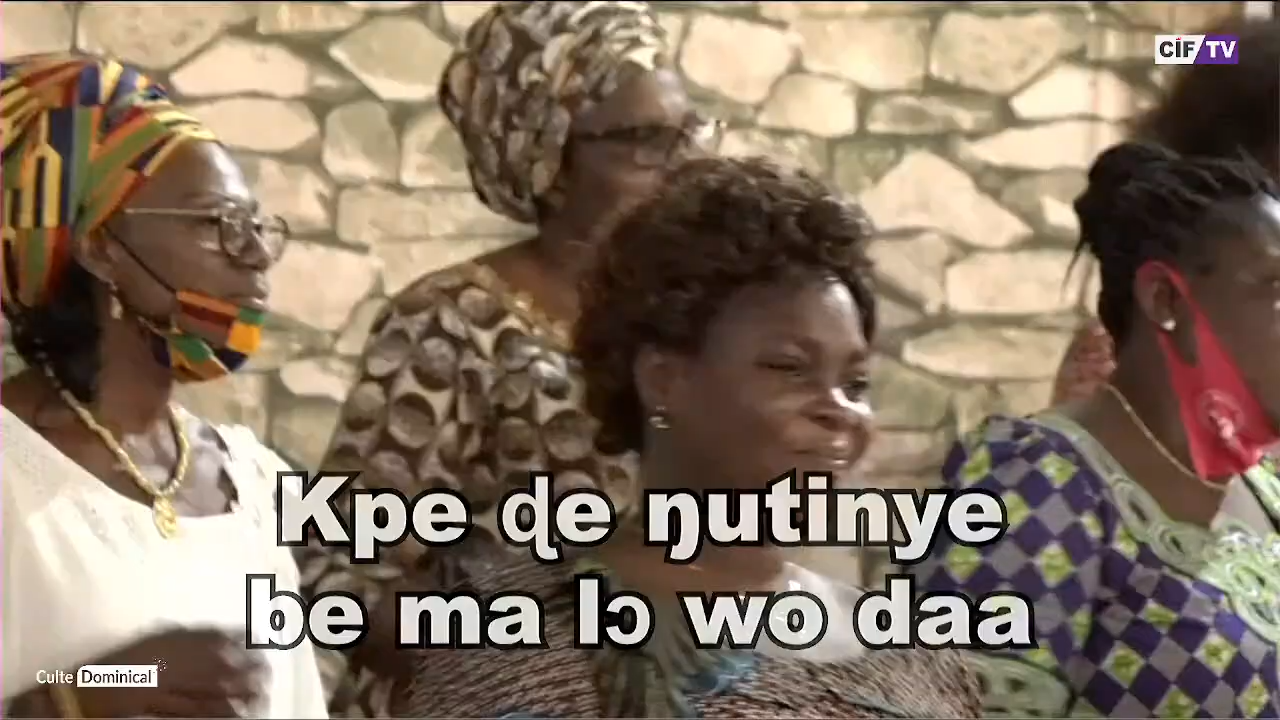 CIF TV
Kpe ɖe ŋutinye
be ma lɔ wo daa
Culte Dominical